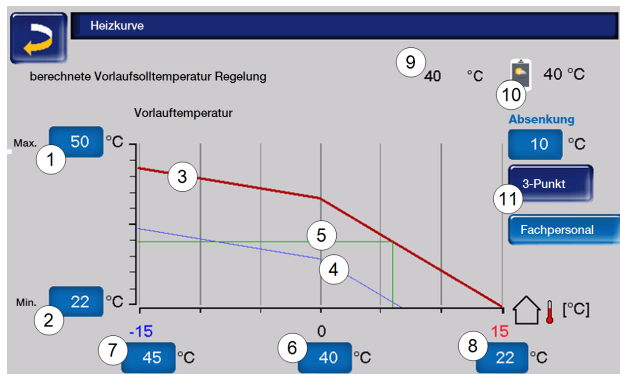 Heizkurve
berechnete Vorlaufsolltemperatur Regelung
9
40 °C
40 °C
10
Vorlauftemperatur
Absenkung
Max. 50 °C
10 °C
1
3
3-Punkt
11
5
Fachpersonal
4
Min. 22 °C
[°C]
2
-15 0 15
7 6 8
45 °C 40 °C 22 °C